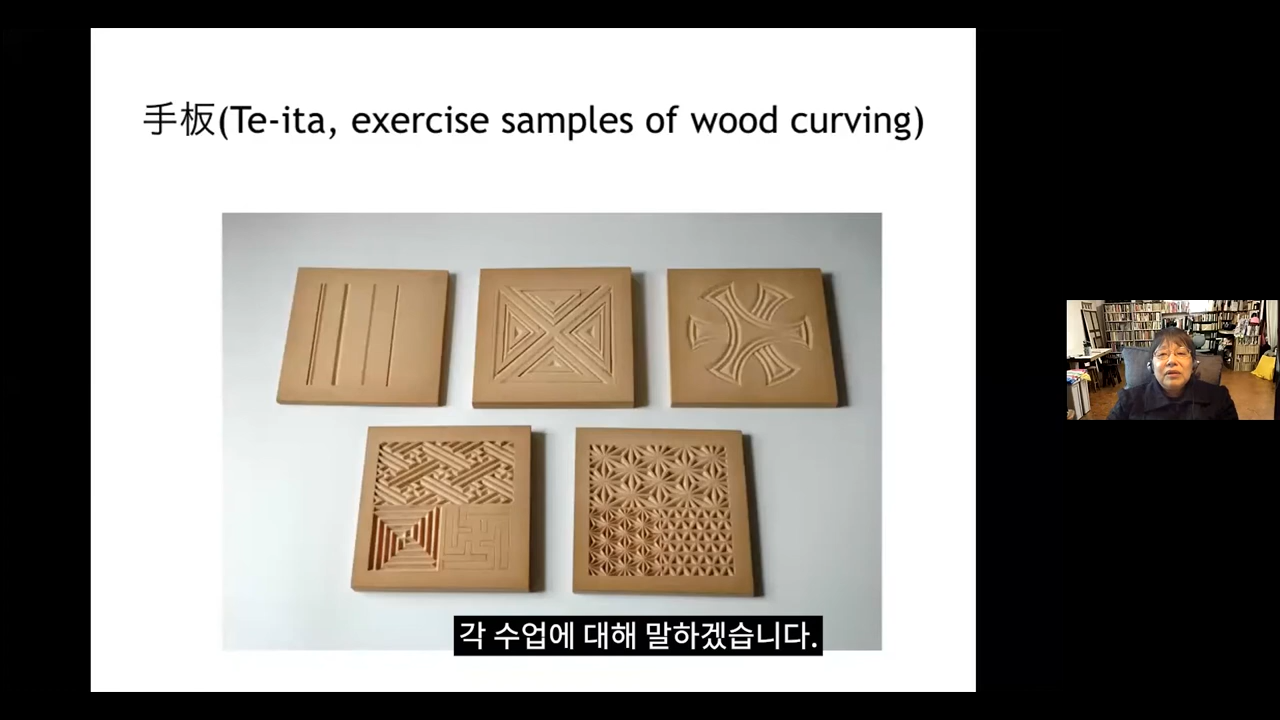 手板(Te-ita, exercise samples of wood curving)
각 수업에 대해 말하겠습니다.